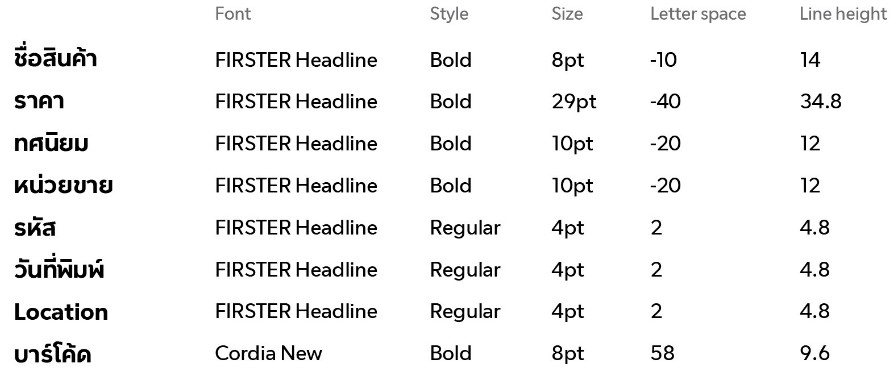 Font Style Size Letter space Line height
ชื่อสินค้า FIRSTER Headline Bold 8pt -10 14
ราคา FIRSTER Headline Bold 29pt -40 34.8
ทศนิยม FIRSTER Headline Bold 10pt -20 12
หน่วยขาย FIRSTER Headline Bold 10pt -20 12
รหัส FIRSTER Headline Regular 4pt 2 4.8
วันที่พิมพ์ FIRSTER Headline Regular 4pt 2 4.8
Location FIRSTER Headline Regular 4pt 2 4.8
บาร์โค้ด Cordia New Bold 8pt 58 9.6